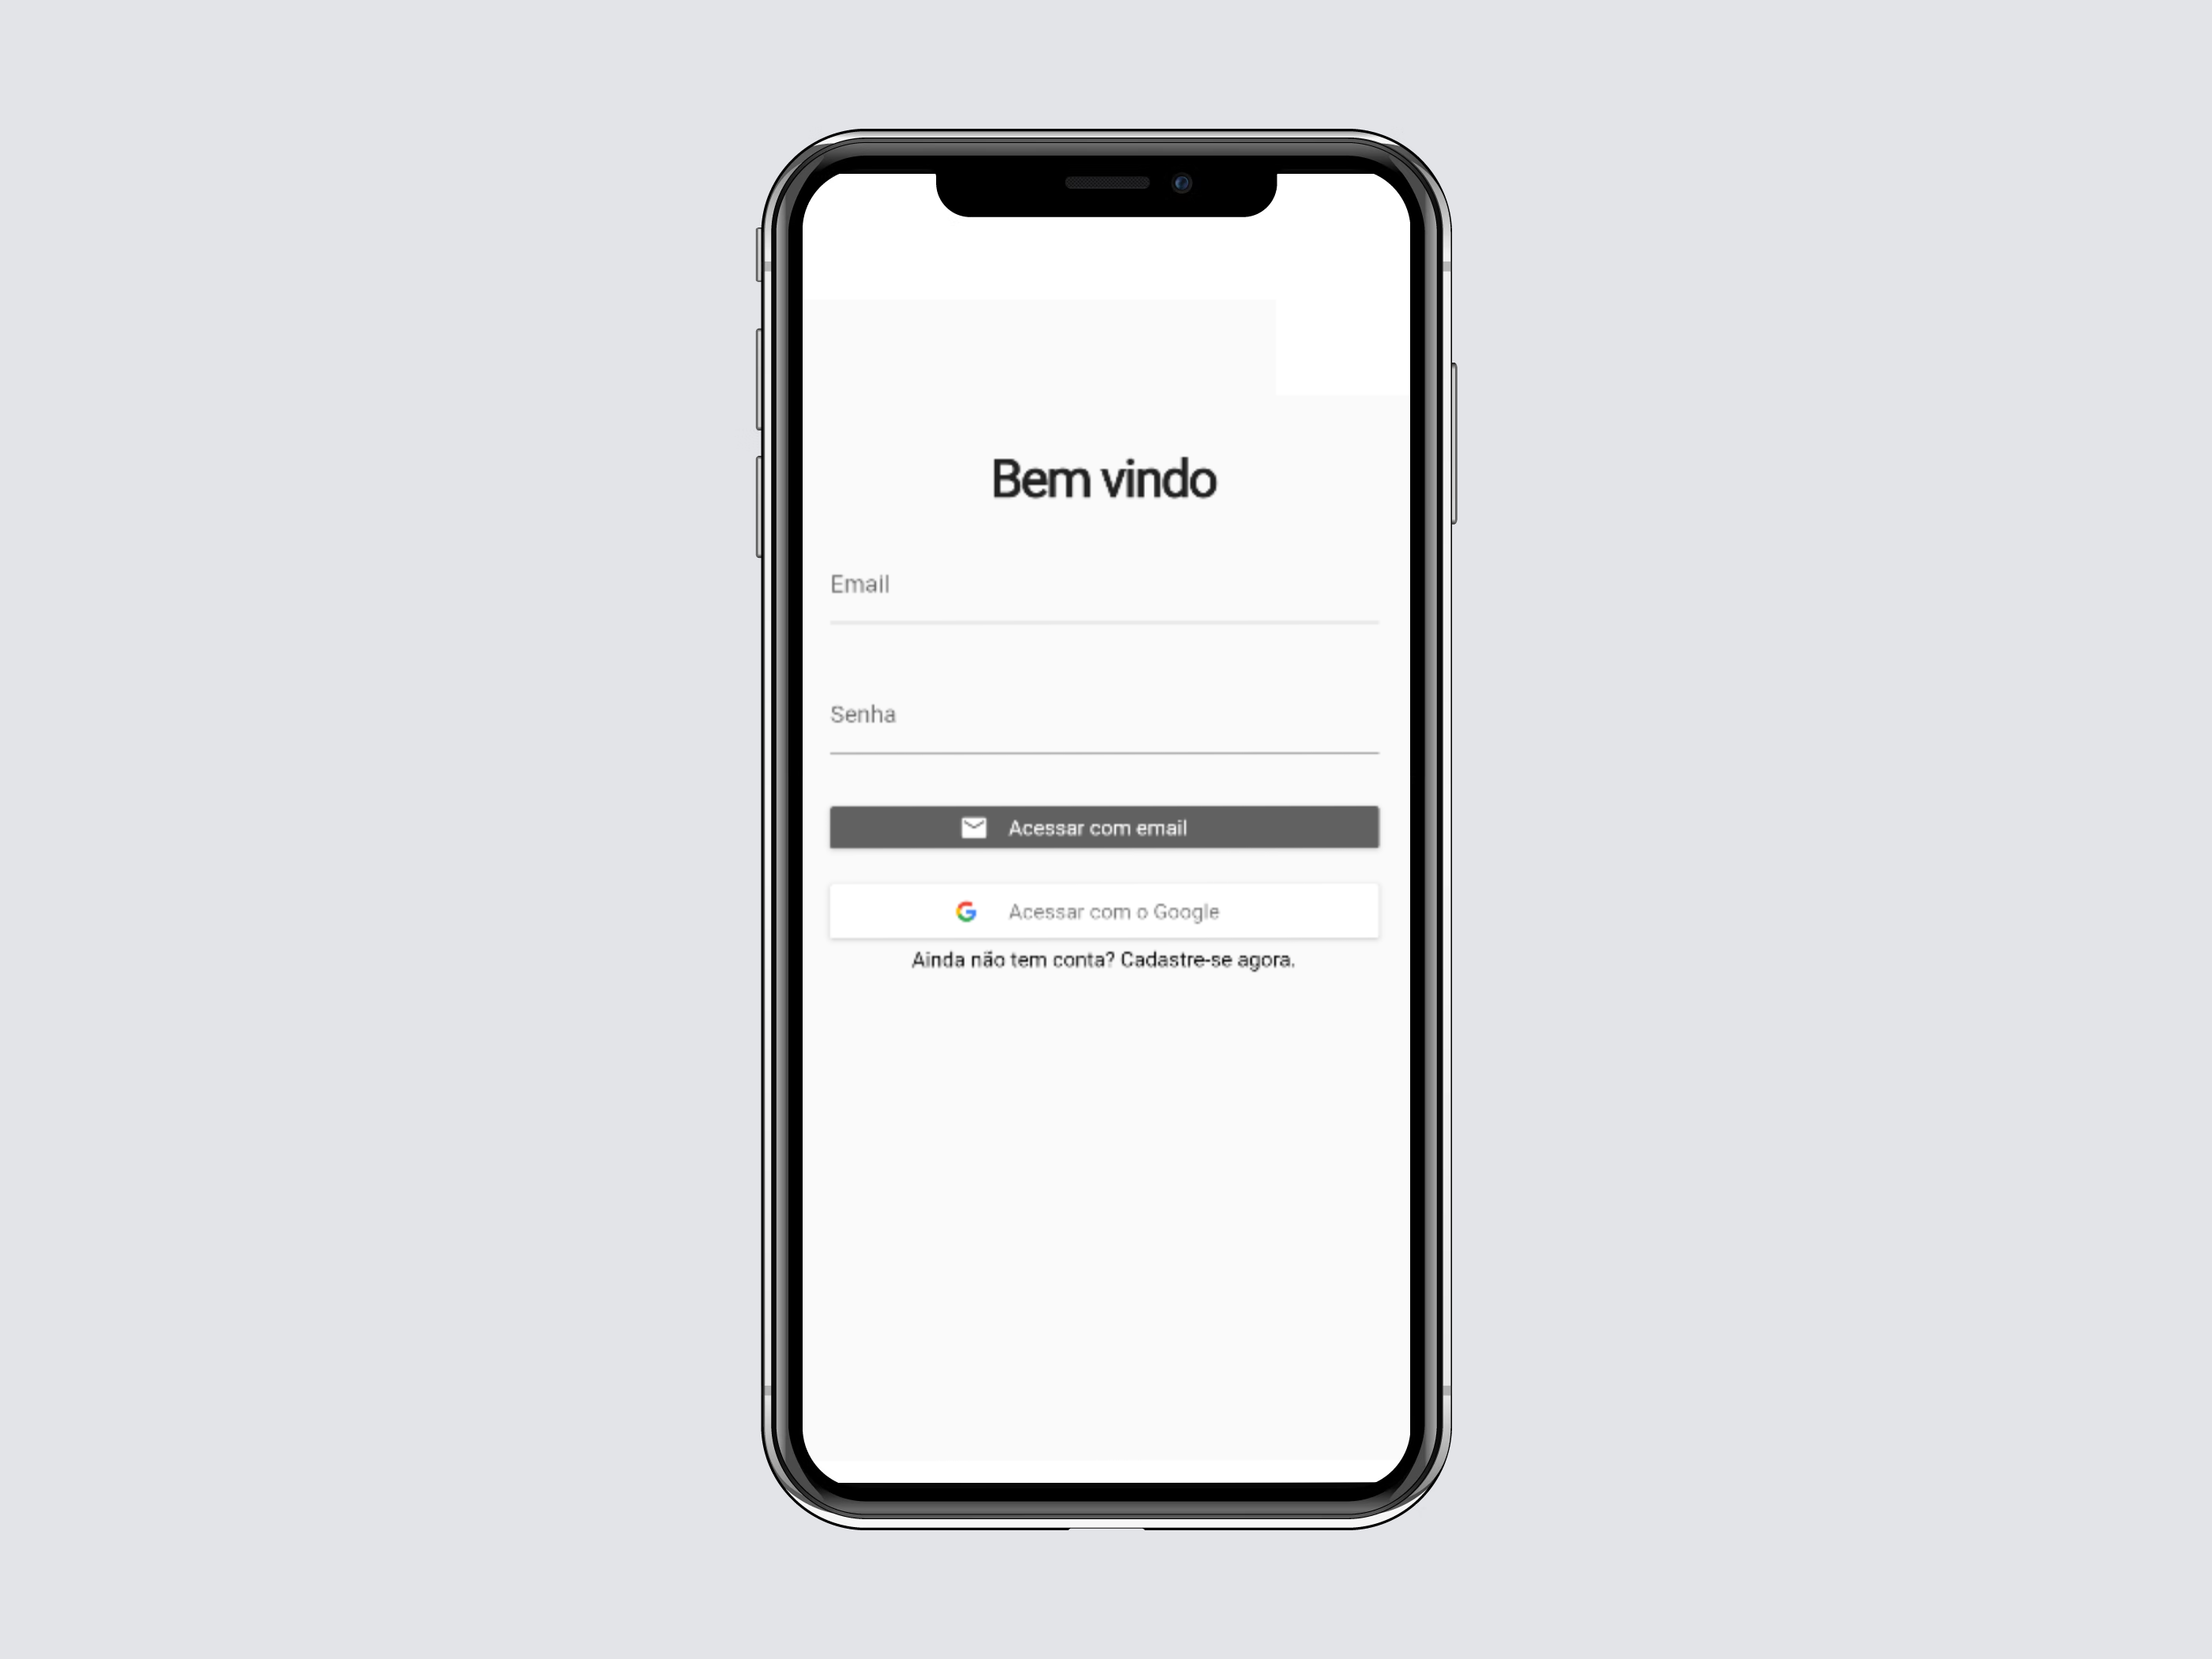 Bem vindo
Email
Senha
Acessar com email
Acessar com o Google
Ainda não tem conta? Cadastre-se agora.